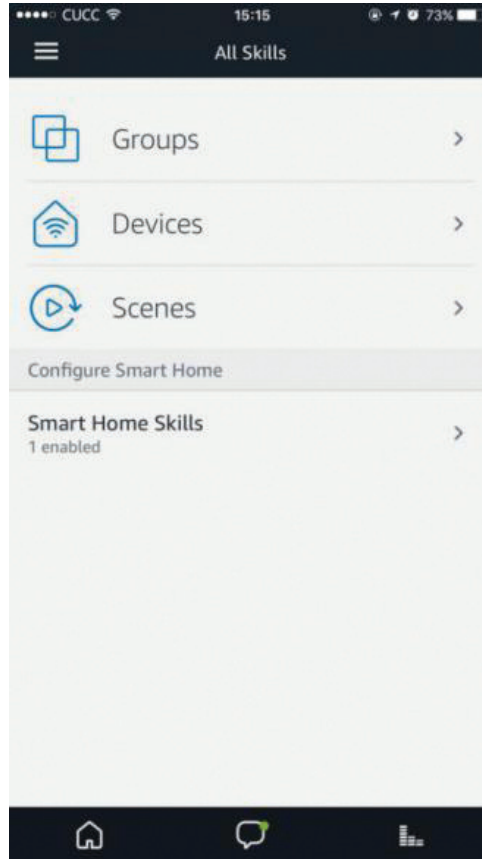 CUCC 15:15 73%
All Skills
Groups
Devices
Scenes
Configure Smart Home
Smart Home Skills
1 enabled